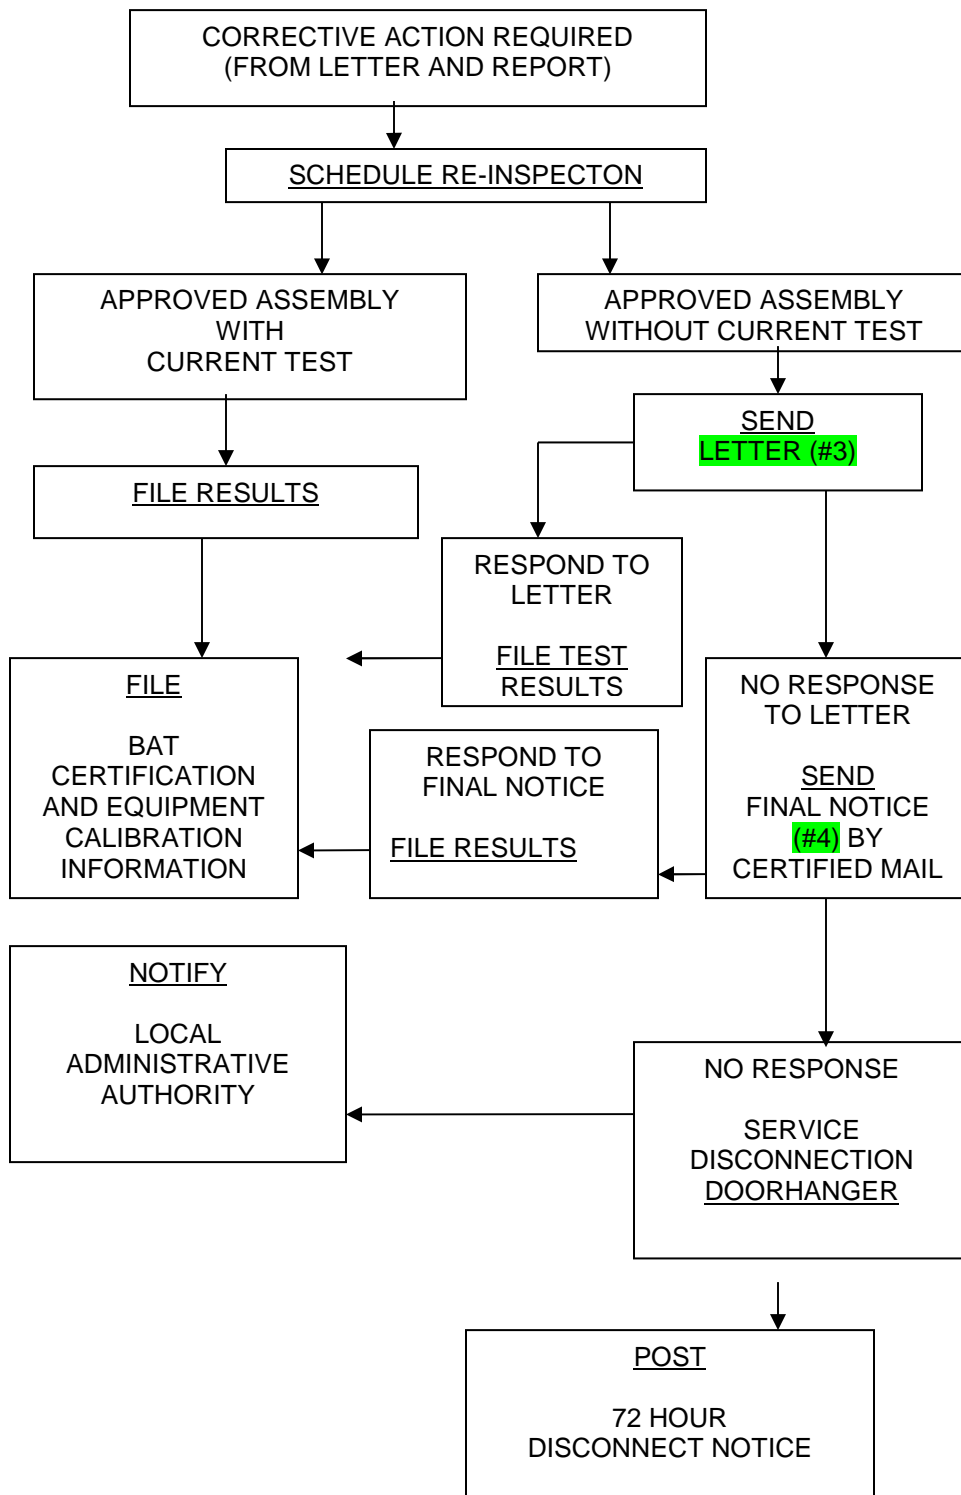 CORRECTIVE ACTION REQUIRED
(FROM LETTER AND REPORT)
SCHEDULE RE-INSPECTON
APPROVED ASSEMBLY
WITH
CURRENT TEST
APPROVED ASSEMBLY
WITHOUT CURRENT TEST
SEND
LETTER (#3)
FILE RESULTS
RESPOND TO
LETTER
FILE TEST
RESULTS
FILE
BAT
CERTIFICATION
AND EQUIPMENT
CALIBRATION
INFORMATION
RESPOND TO
FINAL NOTICE
FILE RESULTS
NO RESPONSE
TO LETTER
SEND
FINAL NOTICE
(#4) BY
CERTIFIED MAIL
NOTIFY
LOCAL
ADMINISTRATIVE
AUTHORITY
NO RESPONSE
SERVICE
DISCONNECTION
DOORHANGER
POST
72 HOUR
DISCONNECT NOTICE